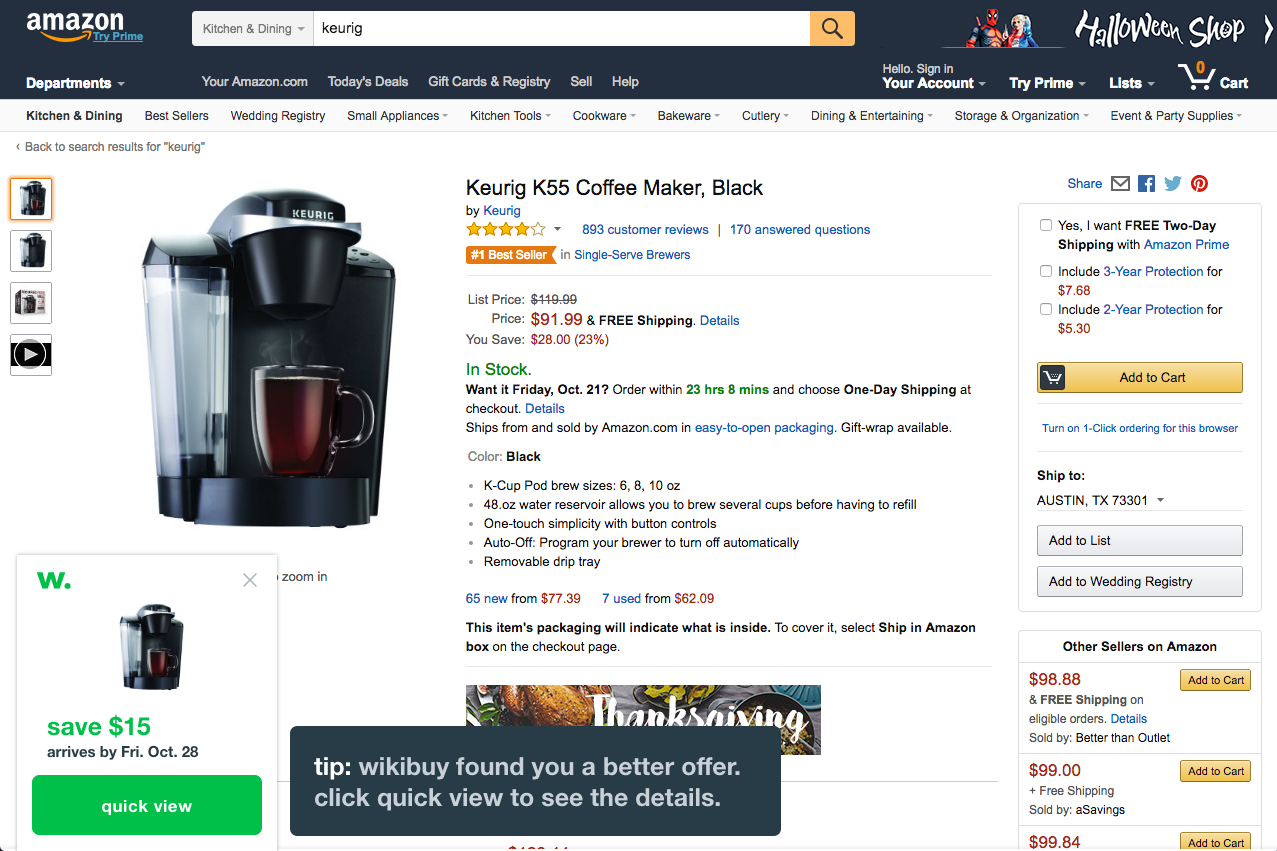 amazon
Try Prime
Kitchen & Dining
keurig
Halloween Shop
Departments
Your Amazon.com
Today's Deals
Gift Cards & Registry
Sell
Help
Hello. Sign in
Your Account
Try Prime
Lists
0
Cart
Kitchen & Dining
Best Sellers
Wedding Registry
Small Appliances
Kitchen Tools
Cookware
Bakeware
Cutlery
Dining & Entertaining
Storage & Organization
Event & Party Supplies
‹ Back to search results for "keurig"
KEURIG
Keurig K55 Coffee Maker, Black
by Keurig
893 customer reviews | 170 answered questions
#1 Best Seller in Single-Serve Brewers
List Price: $119.99
Price: $91.99 & FREE Shipping. Details
You Save: $28.00 (23%)
In Stock.
Want it Friday, Oct. 21? Order within 23 hrs 8 mins and choose One-Day Shipping at
checkout. Details
Ships from and sold by Amazon.com in easy-to-open packaging. Gift-wrap available.
Color: Black
K-Cup Pod brew sizes: 6, 8, 10 oz
48.oz water reservoir allows you to brew several cups before having to refill
One-touch simplicity with button controls
Auto-Off: Program your brewer to turn off automatically
Removable drip tray
65 new from $77.39 7 used from $62.09
This item's packaging will indicate what is inside. To cover it, select Ship in Amazon
box on the checkout page.
Thanksgiving
zoom in
w.
save $15
arrives by Fri. Oct. 28
quick view
tip: wikibuy found you a better offer.
click quick view to see the details.
Share
Yes, I want FREE Two-Day
Shipping with Amazon Prime
Include 3-Year Protection for
$7.68
Include 2-Year Protection for
$5.30
Add to Cart
Turn on 1-Click ordering for this browser
Ship to:
AUSTIN, TX 73301
Add to List
Add to Wedding Registry
Other Sellers on Amazon
$98.88
Add to Cart
& FREE Shipping on
eligible orders. Details
Sold by: Better than Outlet
$99.00
Add to Cart
+ Free Shipping
Sold by: aSavings
$99.84
Add to Cart